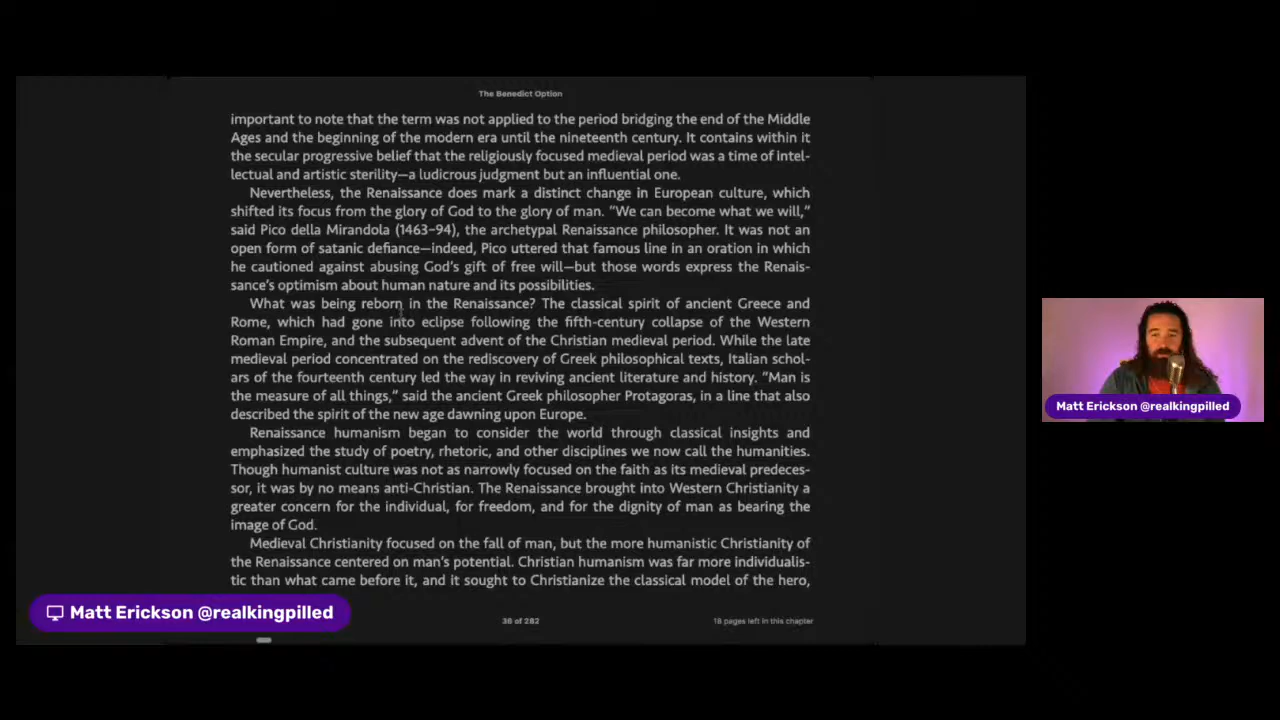 The Benedict Option
important to note that the term was not applied to the period bridging the end of the Middle
Ages and the beginning of the modern era until the nineteenth century. It contains within it
the secular progressive belief that the religiously focused medieval period was a time of intel-
lectual and artistic sterility—a ludicrous judgment but an influential one.
Nevertheless, the Renaissance does mark a distinct change in European culture, which
shifted its focus from the glory of God to the glory of man. "We can become what we will,"
said Pico della Mirandola (1463–94), the archetypal Renaissance philosopher. It was not an
open form of satanic defiance—indeed, Pico uttered that famous line in an oration in which
he cautioned against abusing God's gift of free will—but those words express the Renais-
sance's optimism about human nature and its possibilities.
What was being reborn in the Renaissance? The classical spirit of ancient Greece and
Rome, which had gone into eclipse following the fifth-century collapse of the Western
Roman Empire, and the subsequent advent of the Christian medieval period. While the late
medieval period concentrated on the rediscovery of Greek philosophical texts, Italian schol-
ars of the fourteenth century led the way in reviving ancient literature and history. "Man is
the measure of all things," said the ancient Greek philosopher Protagoras, in a line that also
described the spirit of the new age dawning upon Europe.
Renaissance humanism began to consider the world through classical insights and
emphasized the study of poetry, rhetoric, and other disciplines we now call the humanities.
Though humanist culture was not as narrowly focused on the faith as its medieval predeces-
sor, it was by no means anti-Christian. The Renaissance brought into Western Christianity a
greater concern for the individual, for freedom, and for the dignity of man as bearing the
image of God.
Medieval Christianity focused on the fall of man, but the more humanistic Christianity of
the Renaissance centered on man's potential. Christian humanism was far more individualis-
tic than what came before it, and it sought to Christianize the classical model of the hero,
36 of 282
18 pages left in this chapter
Matt Erickson @realkingpilled
Matt Erickson @realkingpilled